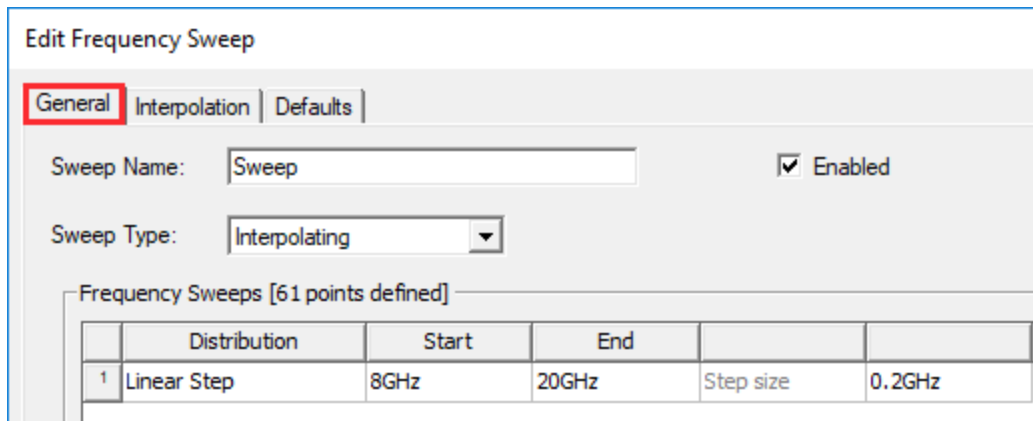 Edit Frequency Sweep
General Interpolation Defaults
Sweep Name: Sweep Enabled
Sweep Type: Interpolating
Frequency Sweeps [61 points defined]
Distribution Start End
1 Linear Step 8GHz 20GHz Step size 0.2GHz